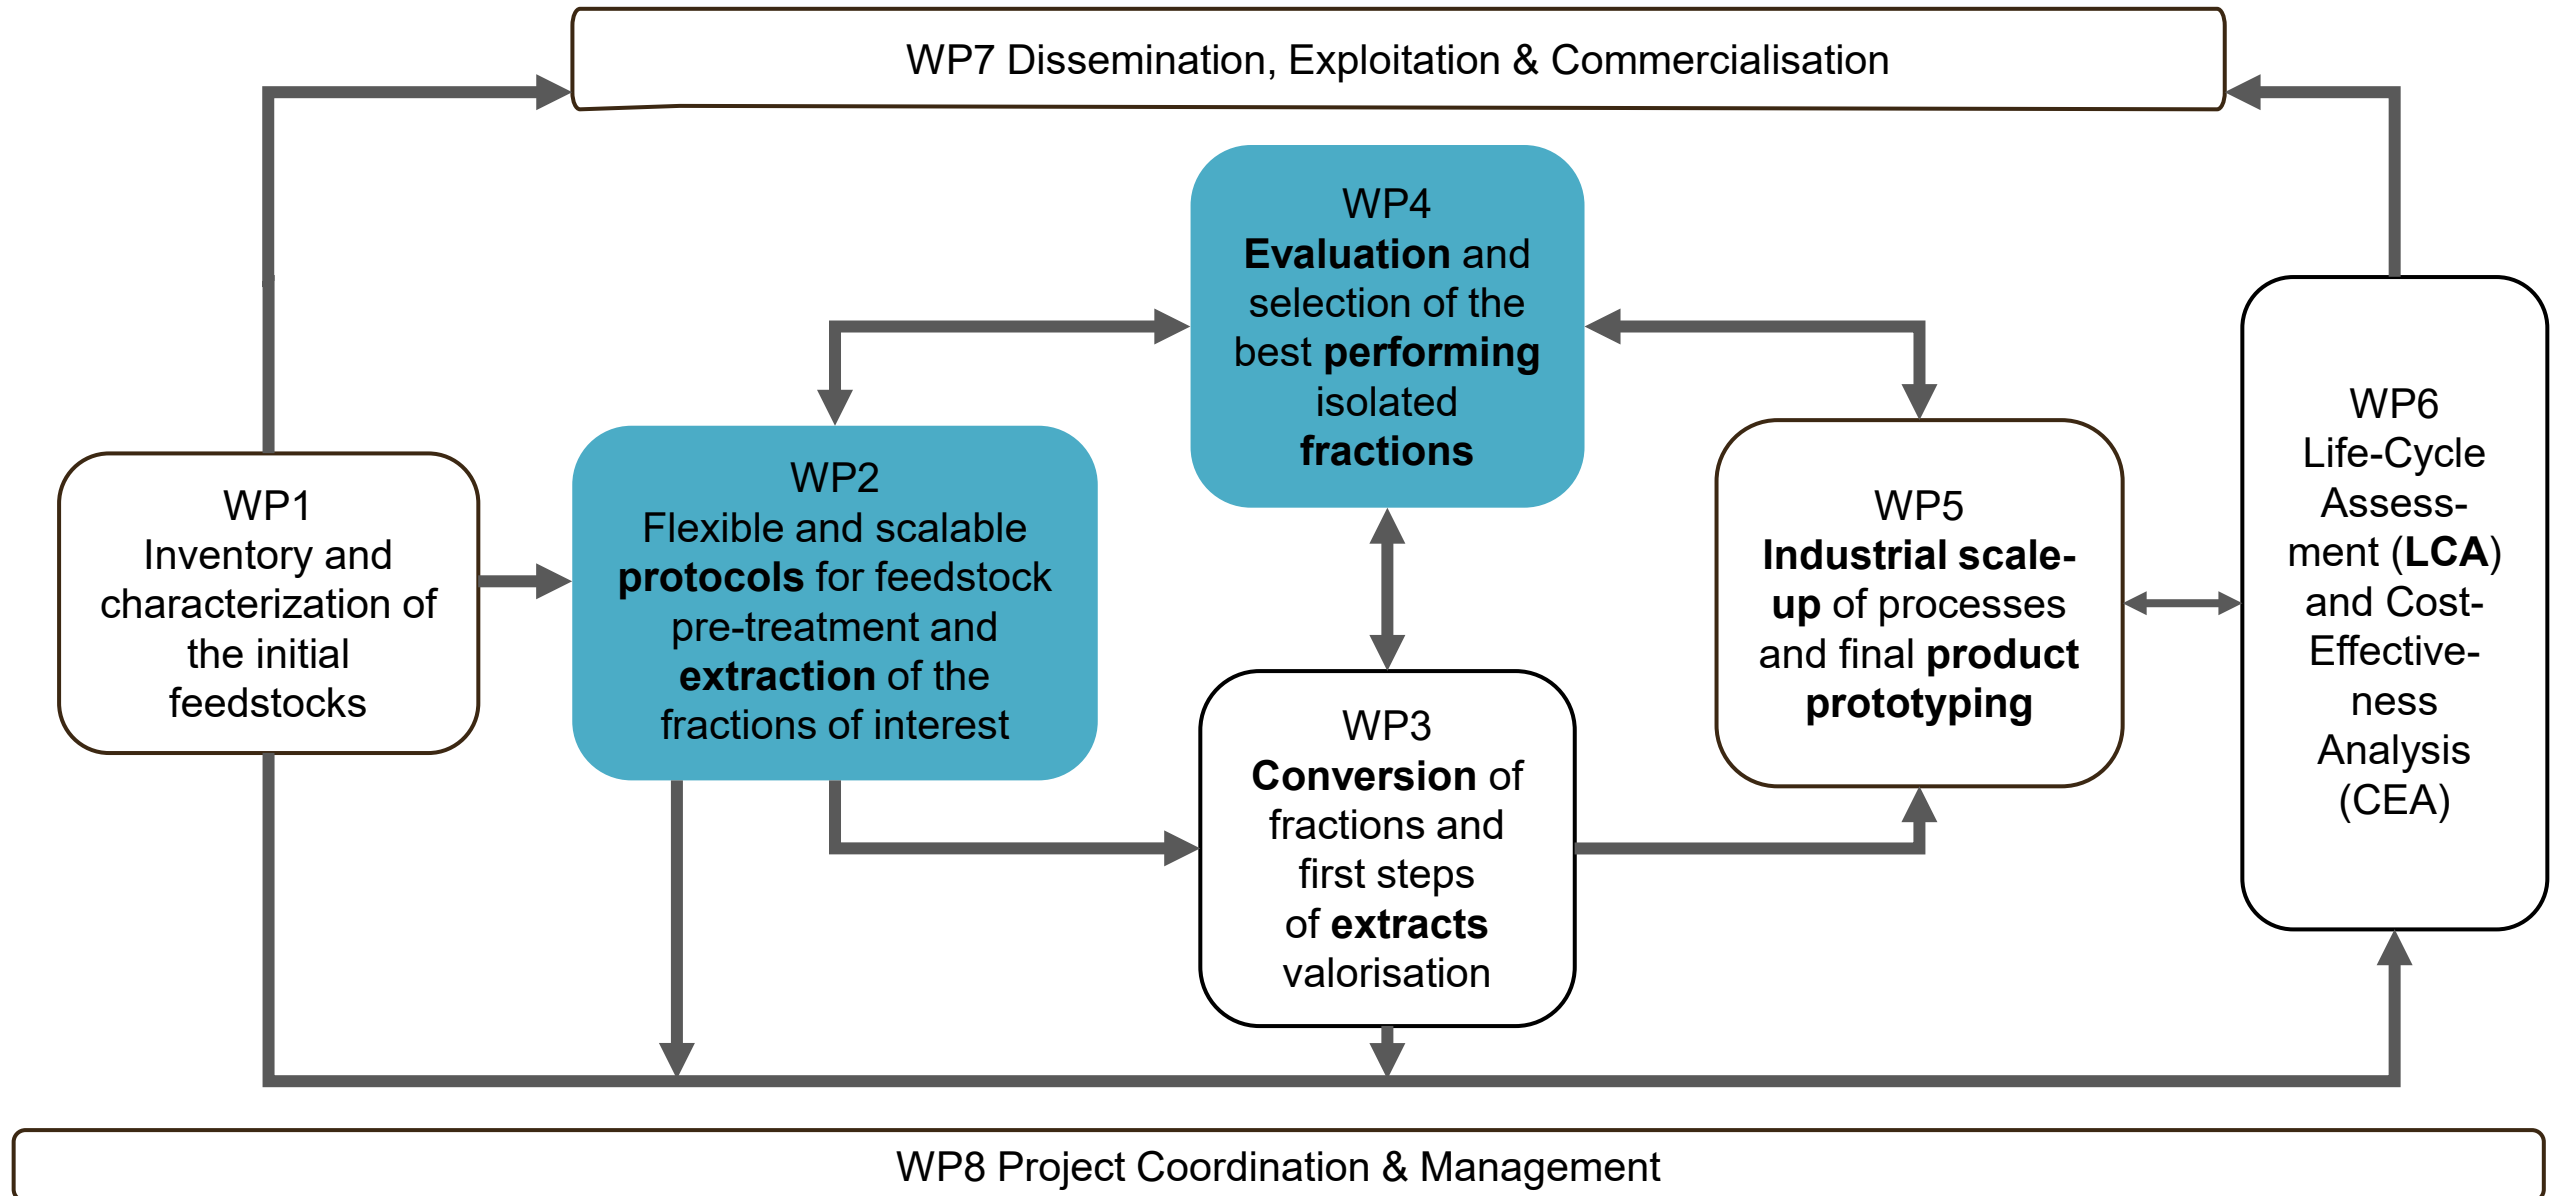 WP7 Dissemination, Exploitation & Commercialisation
WP4
Evaluation and
selection of the
best performing
isolated
fractions
WP1
Inventory and
characterization of
the initial
feedstocks
WP2
Flexible and scalable
protocols for feedstock
pre-treatment and
extraction of the
fractions of interest
WP3
Conversion of
fractions and
first steps
of extracts
valorisation
WP5
Industrial scale-
up of processes
and final product
prototyping
WP6
Life-Cycle
Assess-
ment (LCA)
and Cost-
Effective-
ness
Analysis
(CEA)
WP8 Project Coordination & Management